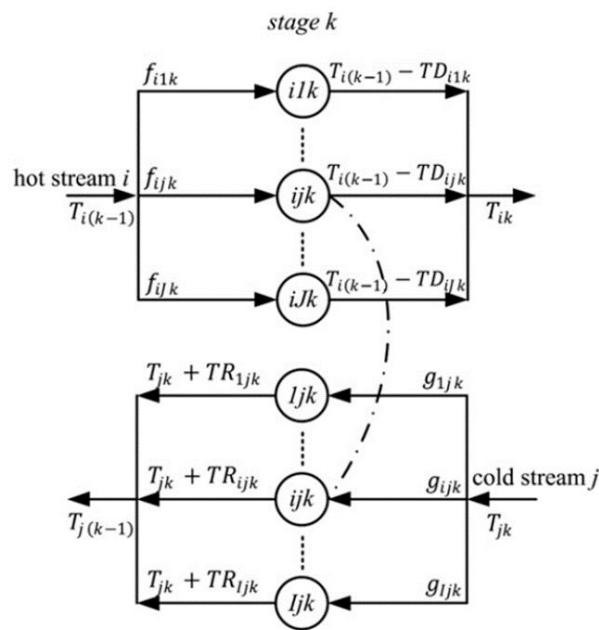 stage k
f_{i1k} i1k T_{i(k−1)} − TD_{i1k}
hot stream i f_{ijk} ijk T_{i(k−1)} − TD_{ijk}
T_{i(k−1)} T_{ik}
f_{iJk} iJk T_{i(k−1)} − TD_{iJk}
T_{jk} + TR_{1jk} 1jk g_{1jk}
T_{jk} + TR_{ijk} ijk g_{ijk} cold stream j
T_{j(k−1)} T_{jk}
T_{jk} + TR_{Ijk} Ijk g_{Ijk}